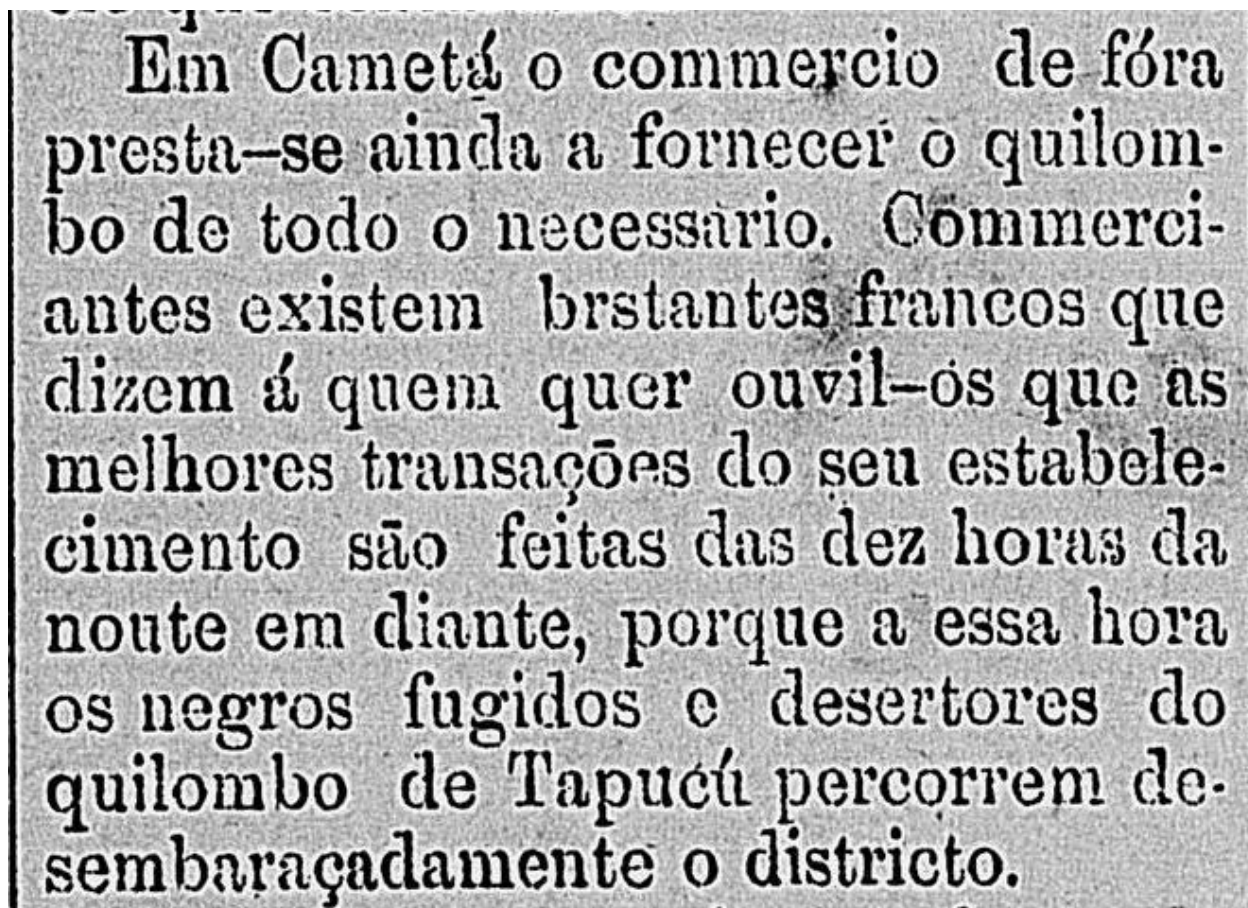 Em Cametá o commercio de fóra
presta-se ainda a fornecer o quilom-
bo de todo o necessario. Commerci-
antes existem brstantes francos que
dizem á quem quer ouvil-os que as
melhores transações do seu estabele-
cimento são feitas das dez horas da
noute em diante, porque a essa hora
os negros fugidos e desertores do
quilombo de Tapucú percorrem de-
sembaraçadamente o districto.